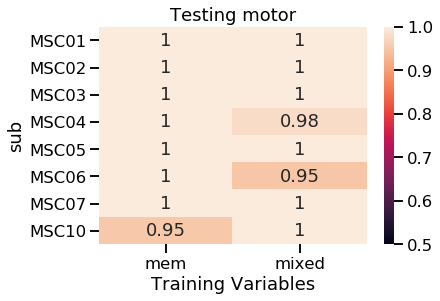 Testing motor
sub
MSC01 1 1
MSC02 1 1
MSC03 1 1
MSC04 1 0.98
MSC05 1 1
MSC06 1 0.95
MSC07 1 1
MSC10 0.95 1
mem mixed
Training Variables
1.0
0.9
0.8
0.7
0.6
0.5